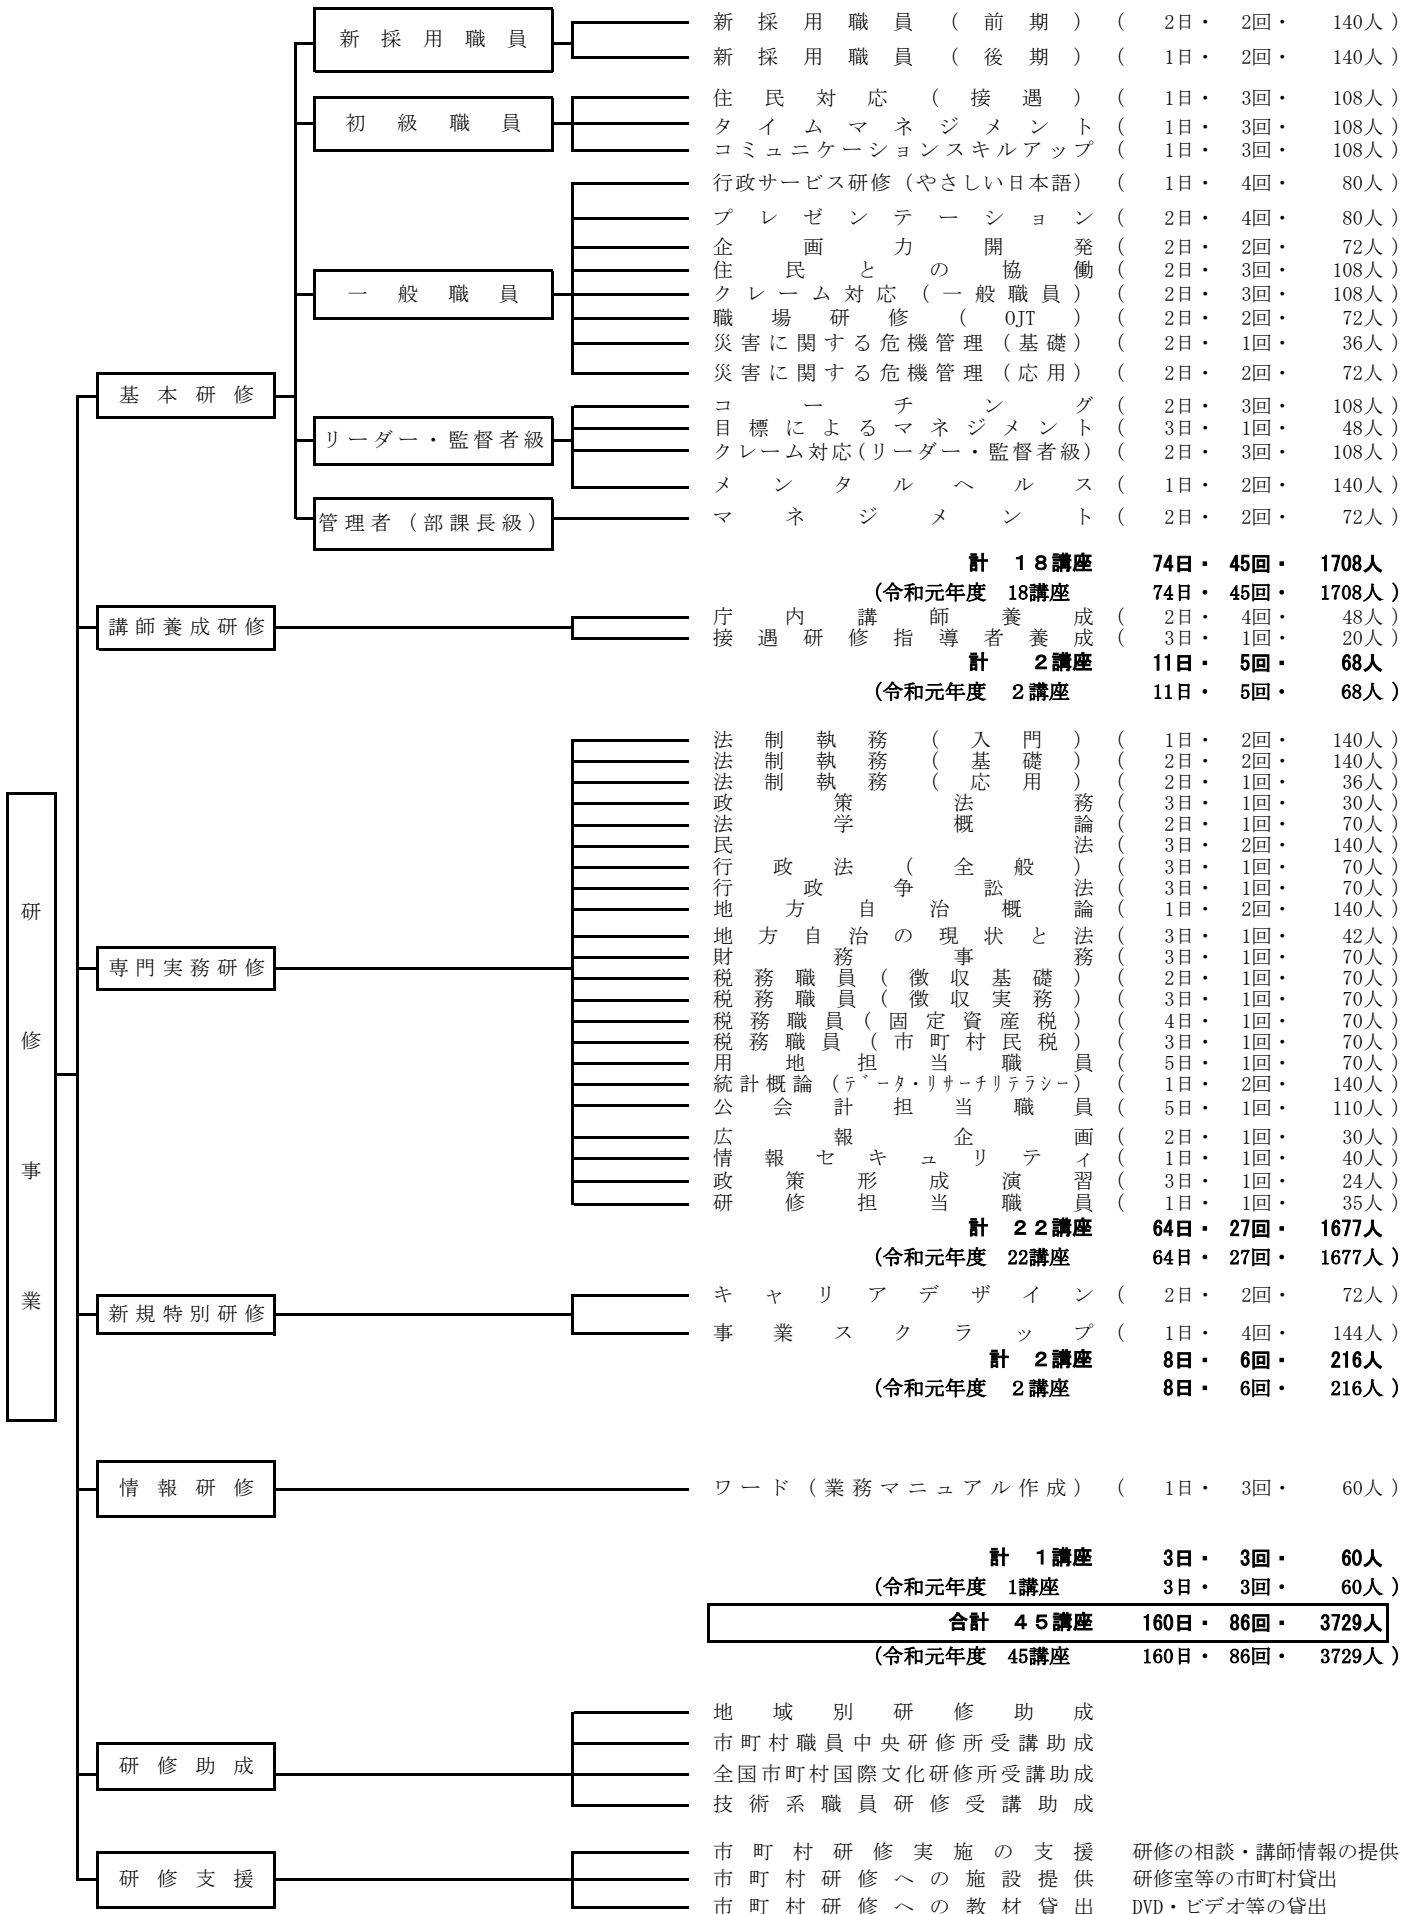 研修事業
基本研修
新採用職員
新採用職員（前期）（ 2日・ 2回・ 140人）
新採用職員（後期）（ 1日・ 2回・ 140人）
初級職員
住民対応（接遇）（ 1日・ 3回・ 108人）
タイムマネジメント（ 1日・ 3回・ 108人）
コミュニケーションスキルアップ（ 1日・ 3回・ 108人）
一般職員
行政サービス研修（やさしい日本語）（ 1日・ 4回・ 80人）
プレゼンテーション（ 2日・ 4回・ 80人）
企画力開発（ 2日・ 2回・ 72人）
住民との協働（ 2日・ 3回・ 108人）
クレーム対応（一般職員）（ 2日・ 3回・ 108人）
職場研修（OJT）（ 2日・ 2回・ 72人）
災害に関する危機管理（基礎）（ 2日・ 1回・ 36人）
災害に関する危機管理（応用）（ 2日・ 2回・ 72人）
リーダー・監督者級
コーチング（ 2日・ 3回・ 108人）
目標によるマネジメント（ 3日・ 1回・ 48人）
クレーム対応（リーダー・監督者級）（ 2日・ 3回・ 108人）
メンタルヘルス（ 1日・ 2回・ 140人）
管理者（部課長級）
マネジメント（ 2日・ 2回・ 72人）
計 １８講座 74日・ 45回・ 1708人
（令和元年度 18講座 74日・ 45回・ 1708人）
講師養成研修
庁内講師養成（ 2日・ 4回・ 48人）
接遇研修指導者養成（ 3日・ 1回・ 20人）
計 ２講座 11日・ 5回・ 68人
（令和元年度 ２講座 11日・ 5回・ 68人）
専門実務研修
法制執務（入門）（ 1日・ 2回・ 140人）
法制執務（基礎）（ 2日・ 2回・ 140人）
法制執務（応用）（ 2日・ 1回・ 36人）
政策法務（ 3日・ 1回・ 30人）
法学概論（ 2日・ 1回・ 70人）
民法（ 3日・ 2回・ 140人）
行政法（全般）（ 3日・ 1回・ 70人）
行政争訟法（ 3日・ 1回・ 70人）
地方自治概論（ 1日・ 2回・ 140人）
地方自治の現状と法（ 3日・ 1回・ 42人）
財務事務（ 3日・ 1回・ 70人）
税務職員（徴収基礎）（ 2日・ 1回・ 70人）
税務職員（徴収実務）（ 3日・ 1回・ 70人）
税務職員（固定資産税）（ 4日・ 1回・ 70人）
税務職員（市町村民税）（ 3日・ 1回・ 70人）
用地担当職員（ 5日・ 1回・ 70人）
統計概論（ﾃﾞｰﾀ・ﾘｻｰﾁﾘﾃﾗｼｰ）（ 1日・ 2回・ 140人）
公会計担当職員（ 5日・ 1回・ 110人）
広報企画（ 2日・ 1回・ 30人）
情報セキュリティ（ 1日・ 1回・ 40人）
政策形成演習（ 3日・ 1回・ 24人）
研修担当職員（ 1日・ 1回・ 35人）
計 ２２講座 64日・ 27回・ 1677人
（令和元年度 22講座 64日・ 27回・ 1677人）
新規特別研修
キャリアデザイン（ 2日・ 2回・ 72人）
事業スクラップ（ 1日・ 4回・ 144人）
計 ２講座 8日・ 6回・ 216人
（令和元年度 ２講座 8日・ 6回・ 216人）
情報研修
ワード（業務マニュアル作成）（ 1日・ 3回・ 60人）
計 １講座 3日・ 3回・ 60人
（令和元年度 1講座 3日・ 3回・ 60人）
合計 ４５講座 160日・ 86回・ 3729人
（令和元年度 45講座 160日・ 86回・ 3729人）
研修助成
地域別研修助成
市町村職員中央研修所受講助成
全国市町村国際文化研修所受講助成
技術系職員研修受講助成
研修支援
市町村研修実施の支援 研修の相談・講師情報の提供
市町村研修への施設提供 研修室等の市町村貸出
市町村研修への教材貸出 DVD・ビデオ等の貸出